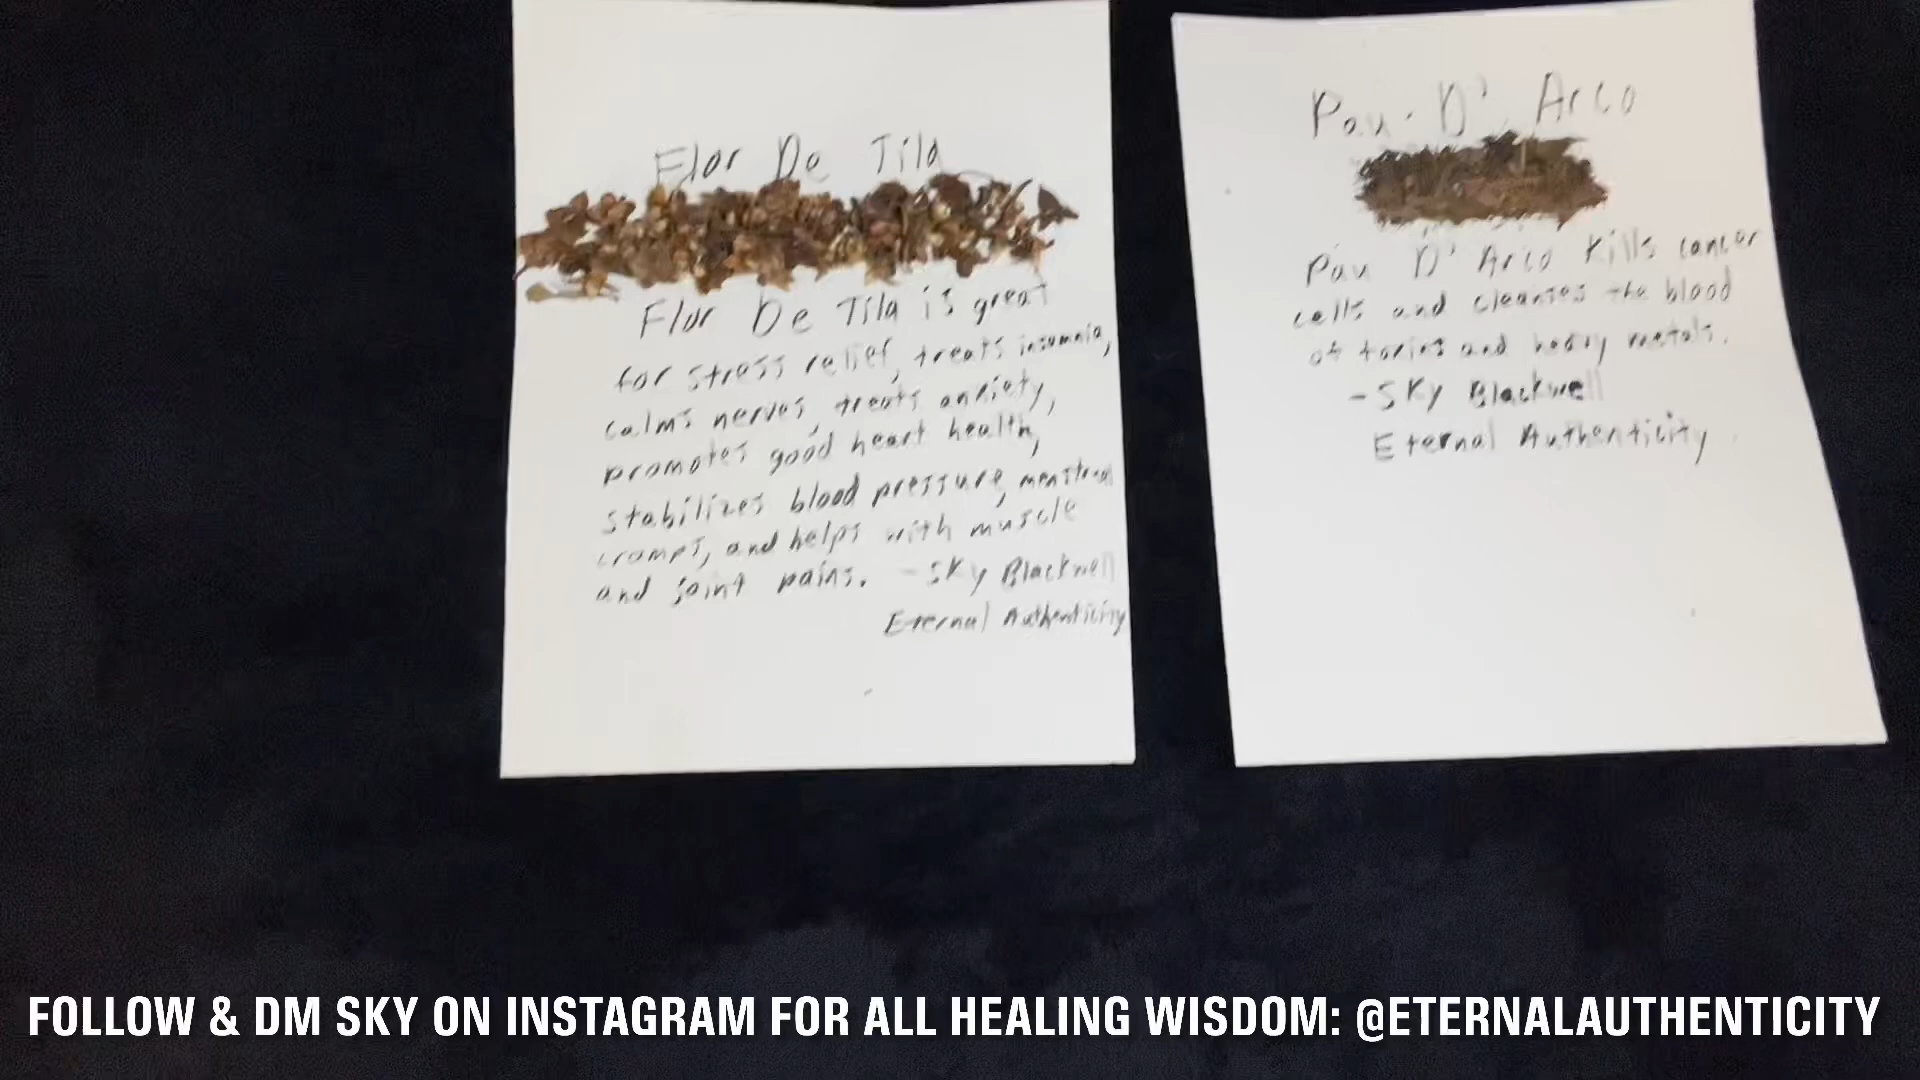 Flor De Tila
Flor De Tila is great
for stress relief, treats insomnia,
calms nerves, treats anxiety,
promotes good heart health,
stabilizes blood pressure, menstrual
cramps, and helps with muscle
and joint pains. -Sky Blackwell
Eternal Authenticity
Pau D' Arco
Pau D' Arco kills cancer
cells and cleanses the blood
of toxins and heavy metals.
-Sky Blackwell
Eternal Authenticity
FOLLOW & DM SKY ON INSTAGRAM FOR ALL HEALING WISDOM: @ETERNALAUTHENTICITY